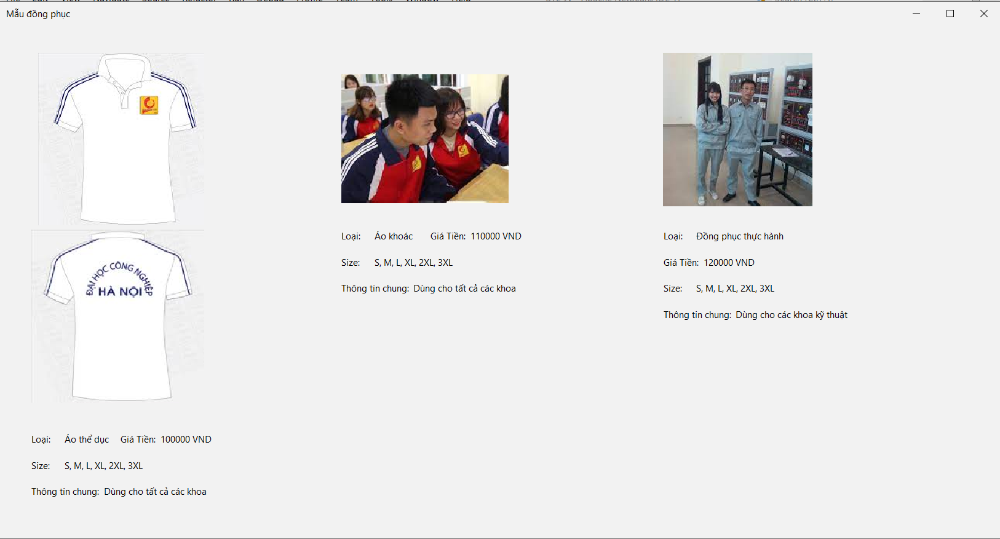 Mẫu đồng phục
ĐẠI HỌC CÔNG NGHIỆP
HÀ NỘI
Loại: Áo thể dục Giá Tiền: 100000 VND
Size: S, M, L, XL, 2XL, 3XL
Thông tin chung: Dùng cho tất cả các khoa
Loại: Áo khoác Giá Tiền: 110000 VND
Size: S, M, L, XL, 2XL, 3XL
Thông tin chung: Dùng cho tất cả các khoa
Loại: Đồng phục thực hành
Giá Tiền: 120000 VND
Size: S, M, L, XL, 2XL, 3XL
Thông tin chung: Dùng cho các khoa kỹ thuật